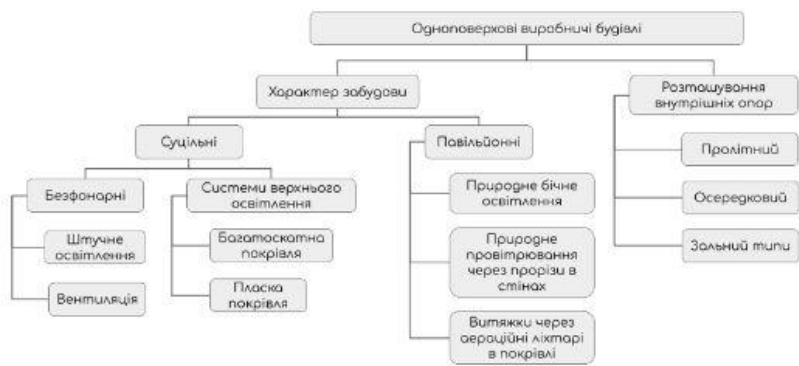 Одноповерхові виробничі будівлі
Характер забудови
Розташування
внутрішніх опор
Суцільні
Павільйонні
Пролітний
Безфонарні
Системи верхнього
освітлення
Природне бічне
освітлення
Осередковий
Штучне
освітлення
Багатоскатна
покрівля
Природне
провітрювання
через прорізи в
стінах
Зальний типи
Вентиляція
Пласка
покрівля
Витяжки через
аераційні ліхтарі
в покрівлі